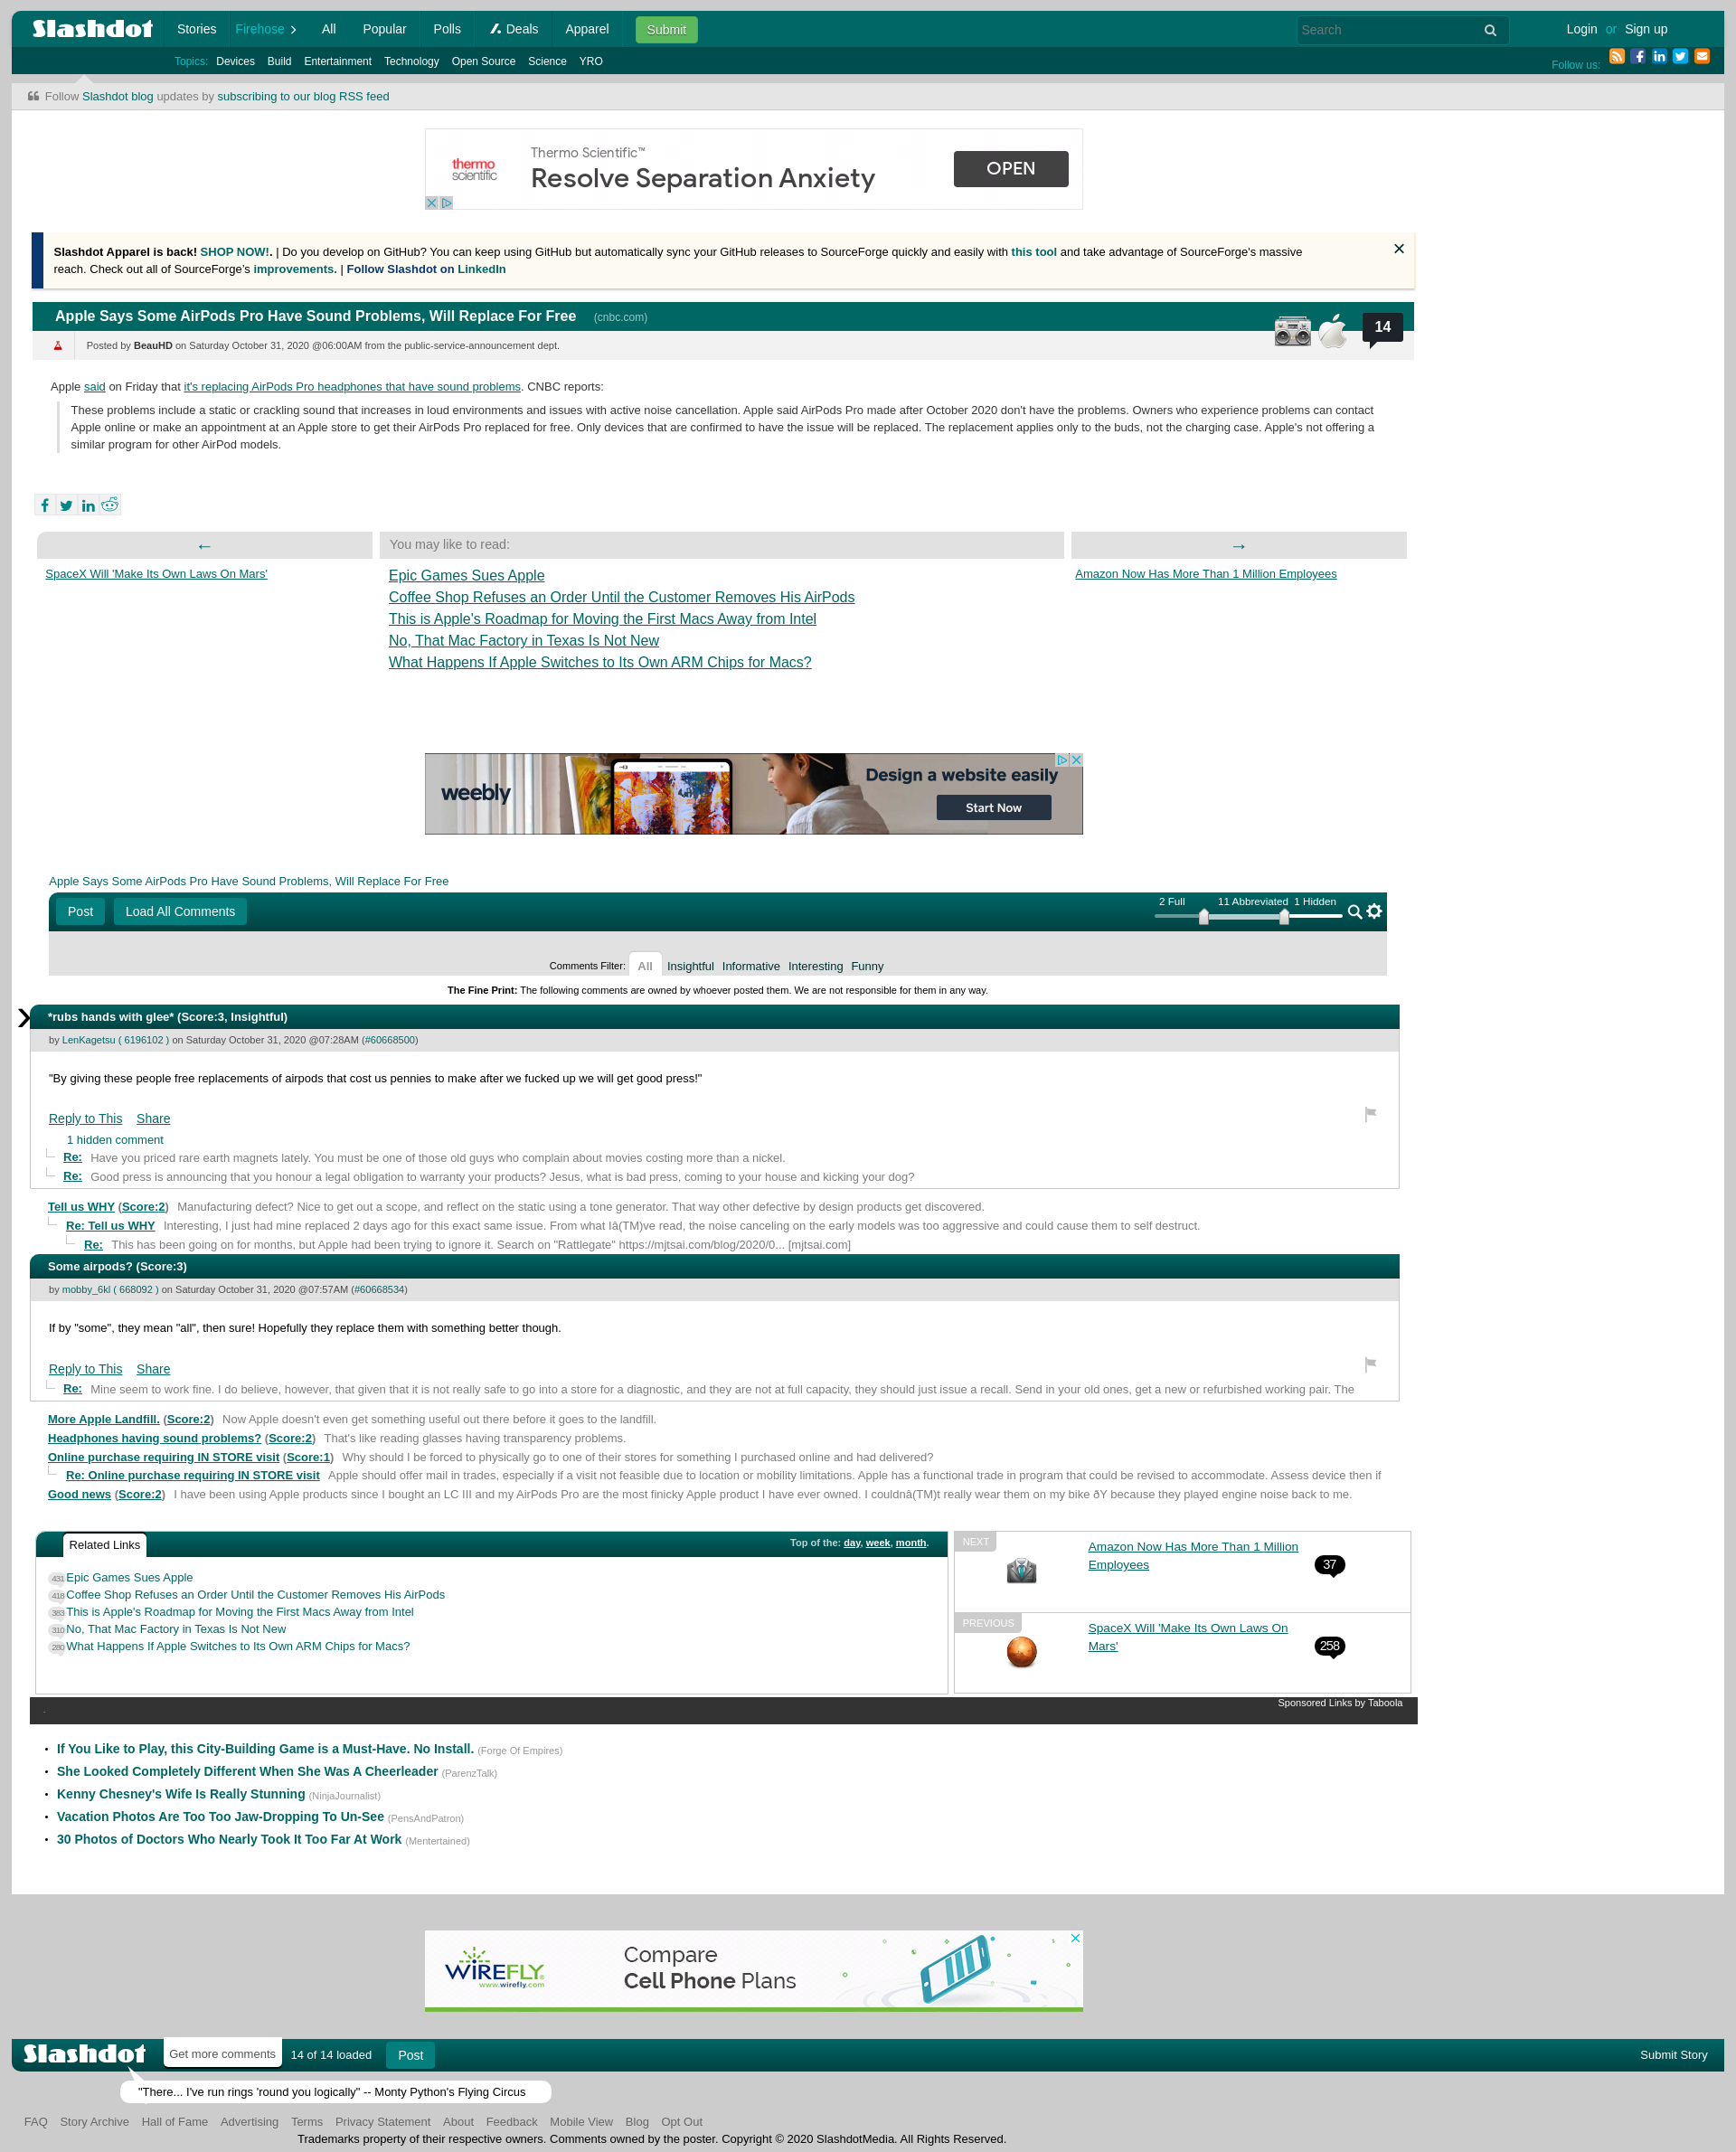 Slashdot Stories Firehose All Popular Polls Deals Apparel Submit Search Login or Sign up
Topics: Devices Build Entertainment Technology Open Source Science YRO Follow us:
Follow Slashdot blog updates by subscribing to our blog RSS feed
thermo scientific
Thermo Scientific™
Resolve Separation Anxiety
OPEN
Slashdot Apparel is back! SHOP NOW!. | Do you develop on GitHub? You can keep using GitHub but automatically sync your GitHub releases to SourceForge quickly and easily with this tool and take advantage of SourceForge's massive
reach. Check out all of SourceForge's improvements. | Follow Slashdot on LinkedIn
Apple Says Some AirPods Pro Have Sound Problems, Will Replace For Free (cnbc.com) 14
Posted by BeauHD on Saturday October 31, 2020 @06:00AM from the public-service-announcement dept.
Apple said on Friday that it's replacing AirPods Pro headphones that have sound problems. CNBC reports:
These problems include a static or crackling sound that increases in loud environments and issues with active noise cancellation. Apple said AirPods Pro made after October 2020 don't have the problems. Owners who experience problems can contact
Apple online or make an appointment at an Apple store to get their AirPods Pro replaced for free. Only devices that are confirmed to have the issue will be replaced. The replacement applies only to the buds, not the charging case. Apple's not offering a
similar program for other AirPod models.
← You may like to read: →
SpaceX Will 'Make Its Own Laws On Mars'
Epic Games Sues Apple
Coffee Shop Refuses an Order Until the Customer Removes His AirPods
This is Apple's Roadmap for Moving the First Macs Away from Intel
No, That Mac Factory in Texas Is Not New
What Happens If Apple Switches to Its Own ARM Chips for Macs?
Amazon Now Has More Than 1 Million Employees
weebly
Design a website easily
Start Now
Apple Says Some AirPods Pro Have Sound Problems, Will Replace For Free
Post Load All Comments 2 Full 11 Abbreviated 1 Hidden
Comments Filter: All Insightful Informative Interesting Funny
The Fine Print: The following comments are owned by whoever posted them. We are not responsible for them in any way.
*rubs hands with glee* (Score:3, Insightful)
by LenKagetsu ( 6196102 ) on Saturday October 31, 2020 @07:28AM (#60668500)
"By giving these people free replacements of airpods that cost us pennies to make after we fucked up we will get good press!"
Reply to This Share
1 hidden comment
Re: Have you priced rare earth magnets lately. You must be one of those old guys who complain about movies costing more than a nickel.
Re: Good press is announcing that you honour a legal obligation to warranty your products? Jesus, what is bad press, coming to your house and kicking your dog?
Tell us WHY (Score:2) Manufacturing defect? Nice to get out a scope, and reflect on the static using a tone generator. That way other defective by design products get discovered.
Re: Tell us WHY Interesting, I just had mine replaced 2 days ago for this exact same issue. From what Iâ(TM)ve read, the noise canceling on the early models was too aggressive and could cause them to self destruct.
Re: This has been going on for months, but Apple had been trying to ignore it. Search on "Rattlegate" https://mjtsai.com/blog/2020/0... [mjtsai.com]
Some airpods? (Score:3)
by mobby_6kl ( 668092 ) on Saturday October 31, 2020 @07:57AM (#60668534)
If by "some", they mean "all", then sure! Hopefully they replace them with something better though.
Reply to This Share
Re: Mine seem to work fine. I do believe, however, that given that it is not really safe to go into a store for a diagnostic, and they are not at full capacity, they should just issue a recall. Send in your old ones, get a new or refurbished working pair. The
More Apple Landfill. (Score:2) Now Apple doesn't even get something useful out there before it goes to the landfill.
Headphones having sound problems? (Score:2) That's like reading glasses having transparency problems.
Online purchase requiring IN STORE visit (Score:1) Why should I be forced to physically go to one of their stores for something I purchased online and had delivered?
Re: Online purchase requiring IN STORE visit Apple should offer mail in trades, especially if a visit not feasible due to location or mobility limitations. Apple has a functional trade in program that could be revised to accommodate. Assess device then if
Good news (Score:2) I have been using Apple products since I bought an LC III and my AirPods Pro are the most finicky Apple product I have ever owned. I couldnâ(TM)t really wear them on my bike ðY because they played engine noise back to me.
Related Links Top of the: day, week, month.
431 Epic Games Sues Apple
418 Coffee Shop Refuses an Order Until the Customer Removes His AirPods
383 This is Apple's Roadmap for Moving the First Macs Away from Intel
310 No, That Mac Factory in Texas Is Not New
280 What Happens If Apple Switches to Its Own ARM Chips for Macs?
NEXT
Amazon Now Has More Than 1 Million
Employees
37
PREVIOUS
SpaceX Will 'Make Its Own Laws On
Mars'
258
Sponsored Links by Taboola
If You Like to Play, this City-Building Game is a Must-Have. No Install. (Forge Of Empires)
She Looked Completely Different When She Was A Cheerleader (ParenzTalk)
Kenny Chesney's Wife Is Really Stunning (NinjaJournalist)
Vacation Photos Are Too Too Jaw-Dropping To Un-See (PensAndPatron)
30 Photos of Doctors Who Nearly Took It Too Far At Work (Mentertained)
WIREFLY
www.wirefly.com
Compare
Cell Phone Plans
Slashdot Get more comments 14 of 14 loaded Post Submit Story
"There... I've run rings 'round you logically" -- Monty Python's Flying Circus
FAQ Story Archive Hall of Fame Advertising Terms Privacy Statement About Feedback Mobile View Blog Opt Out
Trademarks property of their respective owners. Comments owned by the poster. Copyright © 2020 SlashdotMedia. All Rights Reserved.